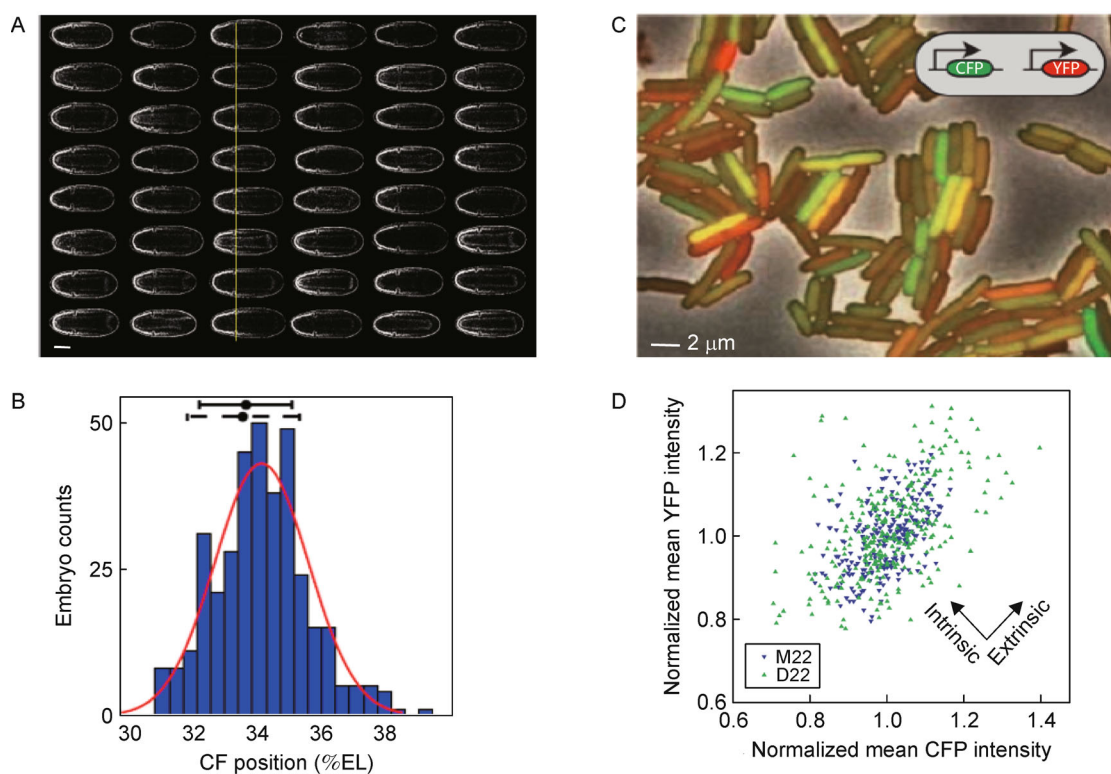 A
C
CFP
YFP
2 μm
B
50
25
0
Embryo counts
30 32 34 36 38
CF position (%EL)
D
Normalized mean YFP intensity
1.2
1.0
0.8
0.6
Intrinsic
Extrinsic
M22
D22
0.6 0.8 1.0 1.2 1.4
Normalized mean CFP intensity